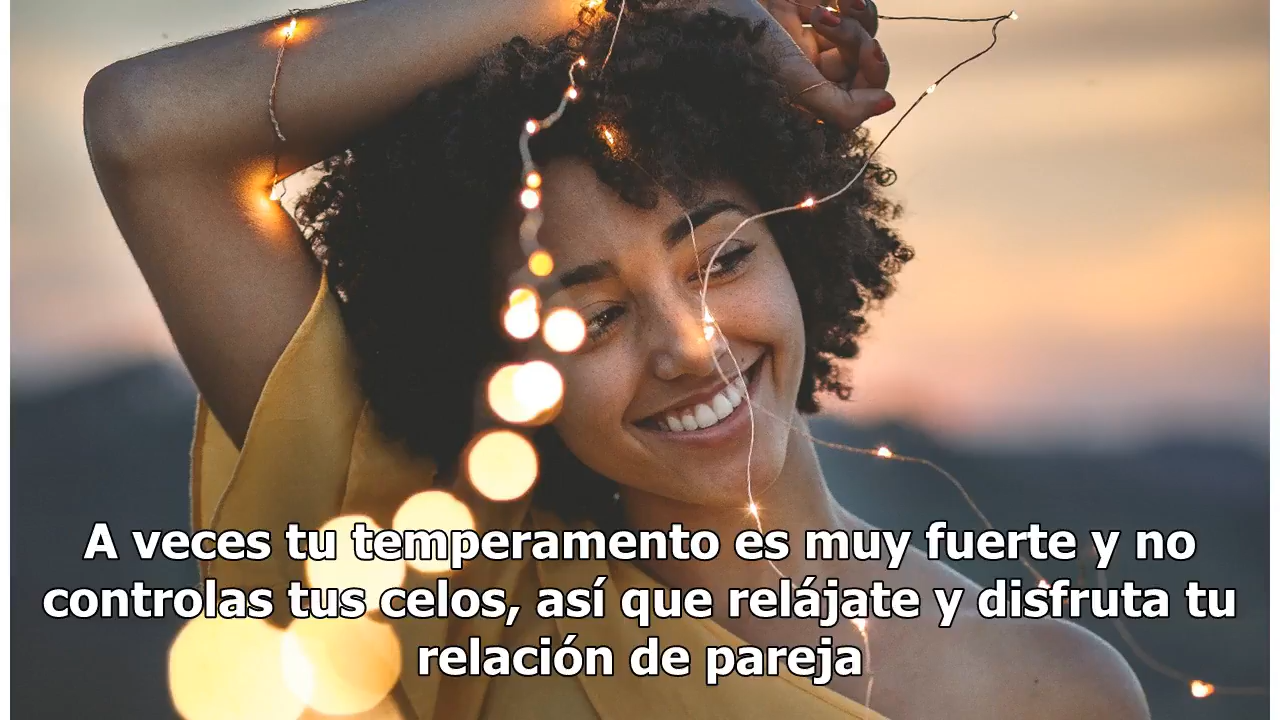 A veces tu temperamento es muy fuerte y no
controlas tus celos, así que relájate y disfruta tu
relación de pareja